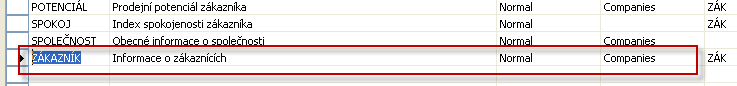 POTENCIÁL Prodejní potenciál zákazníka Normal Companies ZÁK
SPOKOJ Index spokojenosti zákazníka Normal Companies ZÁK
SPOLEČNOST Obecné informace o společnosti Normal Companies
ZÁKAZNÍK Informace o zákaznících Normal Companies ZÁK